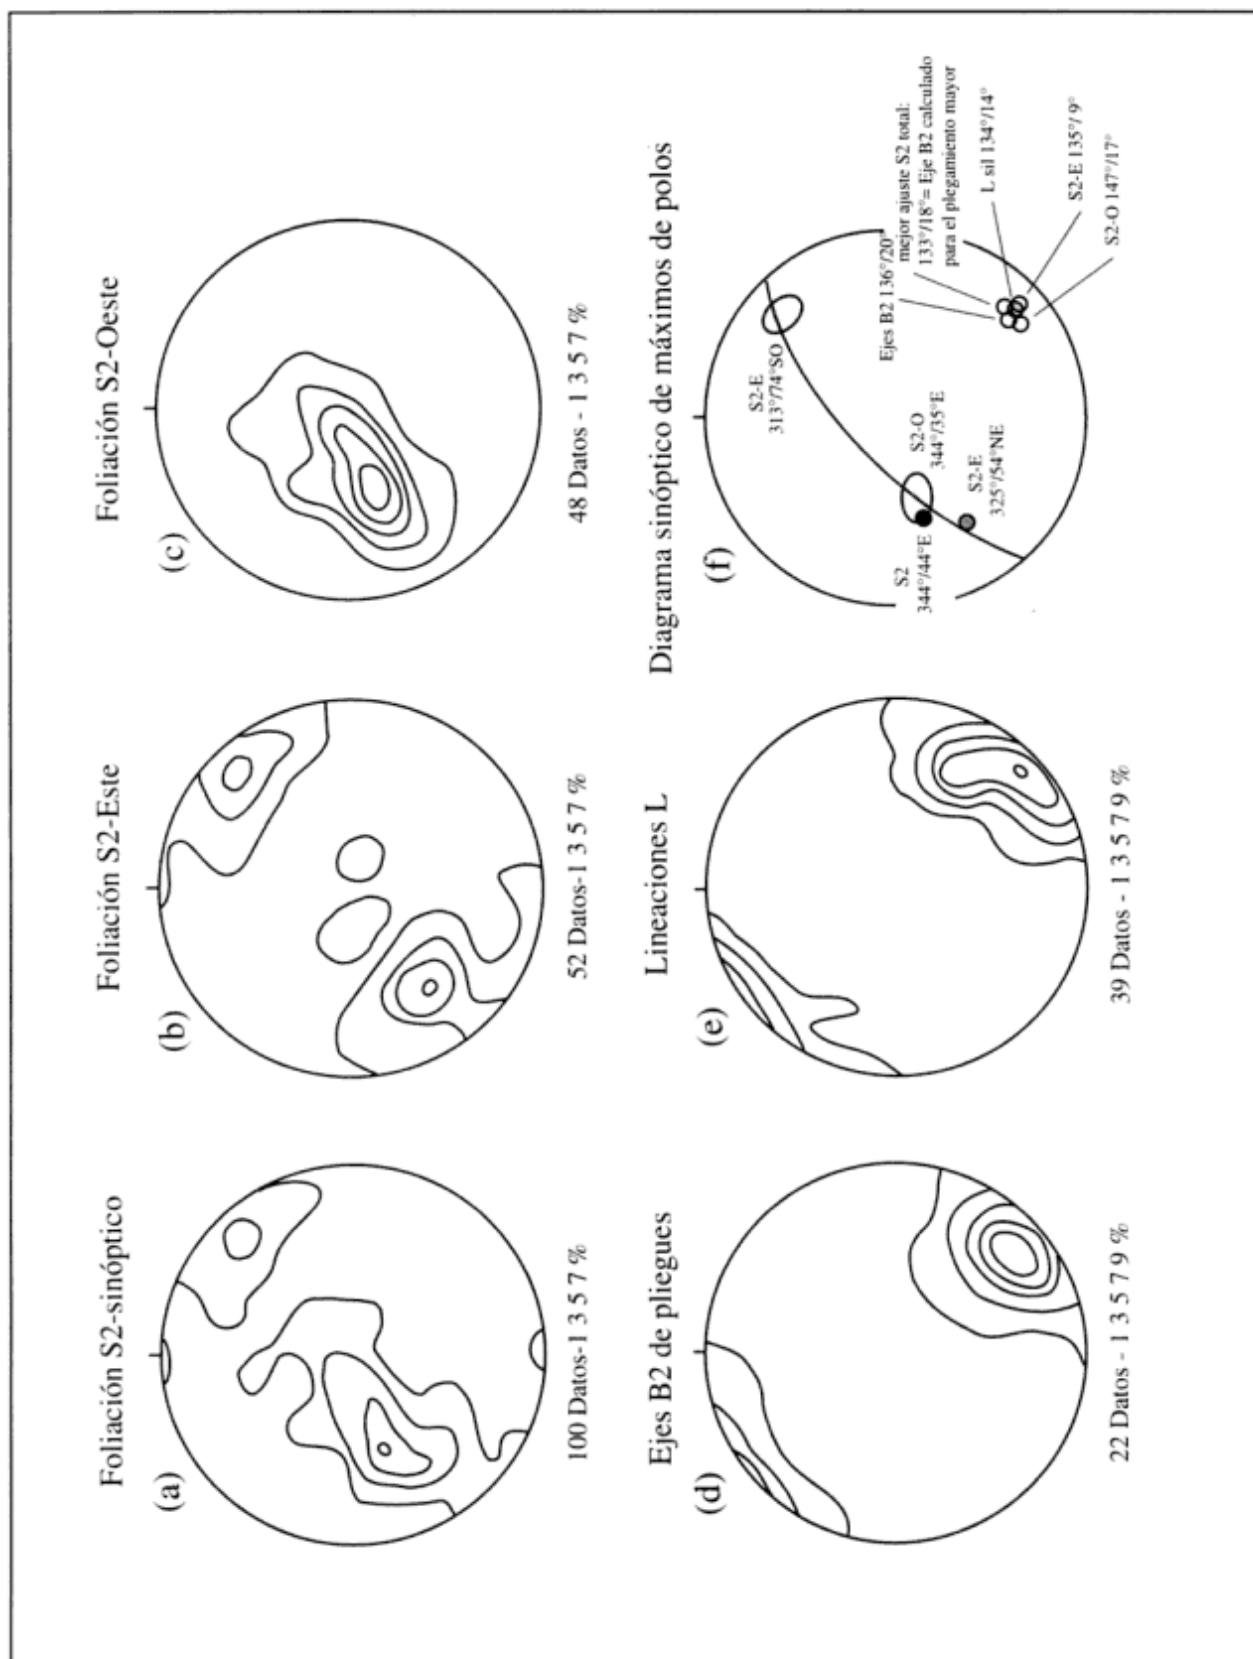 Foliación S2-sinóptico
(a)
100 Datos-1 3 5 7 %
Foliación S2-Este
(b)
52 Datos-1 3 5 7 %
Foliación S2-Oeste
(c)
48 Datos - 1 3 5 7 %
Ejes B2 de pliegues
(d)
22 Datos - 1 3 5 7 9 %
Lineaciones L
(e)
39 Datos - 1 3 5 7 9 %
Diagrama sinóptico de máximos de polos
(f)
S2-E
313°/74°SO
S2-O
344°/35°E
S2
344°/44°E
S2-E
325°/54°NE
Ejes B2 136°/20°
mejor ajuste S2 total:
133°/18°= Eje B2 calculado
para el plegamiento mayor
L sil 134°/14°
S2-E 135°/ 9°
S2-O 147°/17°